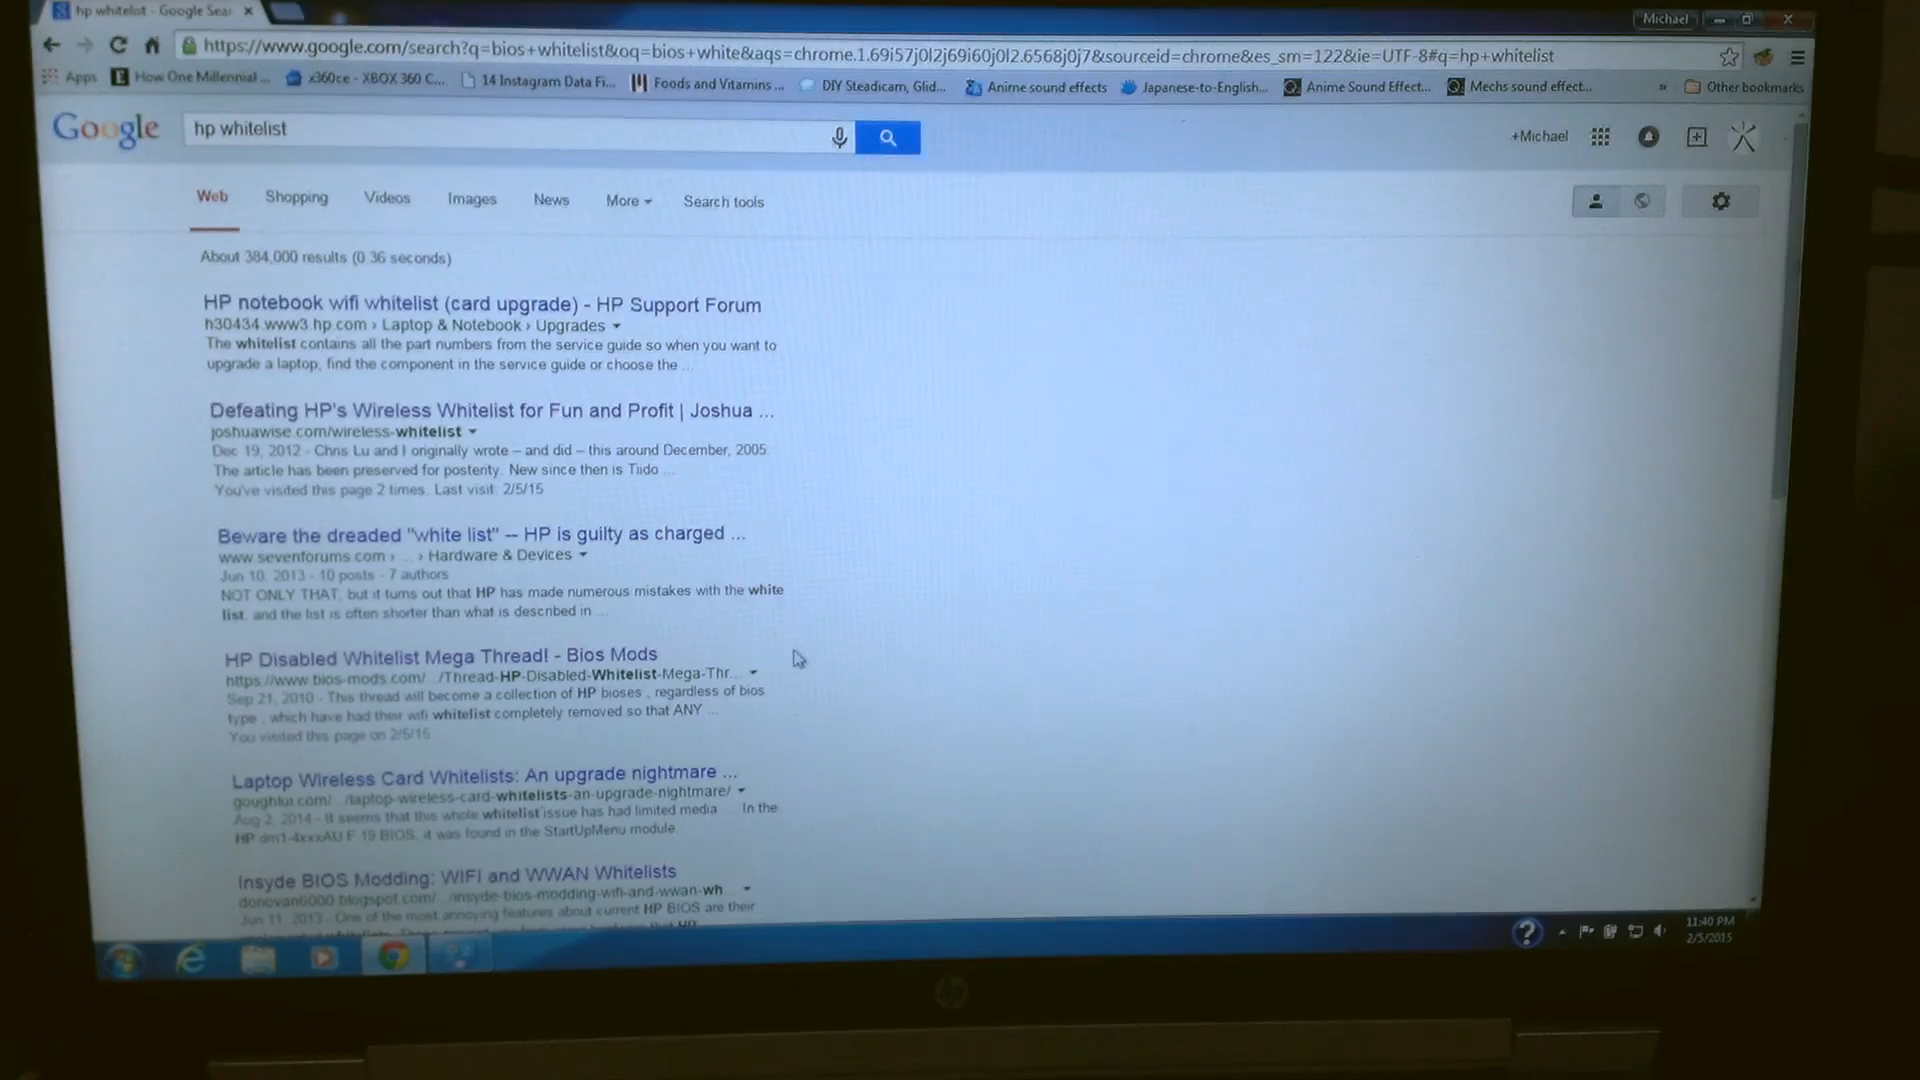 hp whitelist - Google Sear
Michael
https://www.google.com/search?q=bios+whitelist&oq=bios+white&aqs=chrome.1.69i57j0l2j69i60j0l2.6568j0j7&sourceid=chrome&es_sm=122&ie=UTF-8#q=hp+whitelist
Apps How One Millennial ... x360ce - XBOX 360 C... 14 Instagram Data Fi... Foods and Vitamins ... DIY Steadicam, Glid... Anime sound effects Japanese-to-English... Anime Sound Effect... Mechs sound effect... » Other bookmarks
Google hp whitelist +Michael
Web Shopping Videos Images News More Search tools
About 384,000 results (0.36 seconds)
HP notebook wifi whitelist (card upgrade) - HP Support Forum
h30434.www3.hp.com › Laptop & Notebook › Upgrades
The whitelist contains all the part numbers from the service guide so when you want to
upgrade a laptop, find the component in the service guide or choose the ...
Defeating HP's Wireless Whitelist for Fun and Profit | Joshua ...
joshuawise.com/wireless-whitelist
Dec 19, 2012 - Chris Lu and I originally wrote – and did – this around December, 2005.
The article has been preserved for posterity. New since then is Tiido ...
You've visited this page 2 times. Last visit: 2/5/15
Beware the dreaded "white list" -- HP is guilty as charged ...
www.sevenforums.com › ... › Hardware & Devices
Jun 10, 2013 - 10 posts - 7 authors
NOT ONLY THAT, but it turns out that HP has made numerous mistakes with the white
list, and the list is often shorter than what is described in ...
HP Disabled Whitelist Mega Thread! - Bios Mods
https://www.bios-mods.com/.../Thread-HP-Disabled-Whitelist-Mega-Thr...
Sep 21, 2010 - This thread will become a collection of HP bioses , regardless of bios
type , which have had their wifi whitelist completely removed so that ANY ...
You visited this page on 2/5/15
Laptop Wireless Card Whitelists: An upgrade nightmare ...
goughlui.com/.../laptop-wireless-card-whitelists-an-upgrade-nightmare/
Aug 2, 2014 - It seems that this whole whitelist issue has had limited media ... In the
HP dm1-4xxxAU F.19 BIOS, it was found in the StartUpMenu module
Insyde BIOS Modding: WIFI and WWAN Whitelists
donovan6000.blogspot.com/.../insyde-bios-modding-wifi-and-wwan-wh...
Jun 11, 2013 - One of the most annoying features about current HP BIOS are their
11:40 PM
2/5/2015
hp